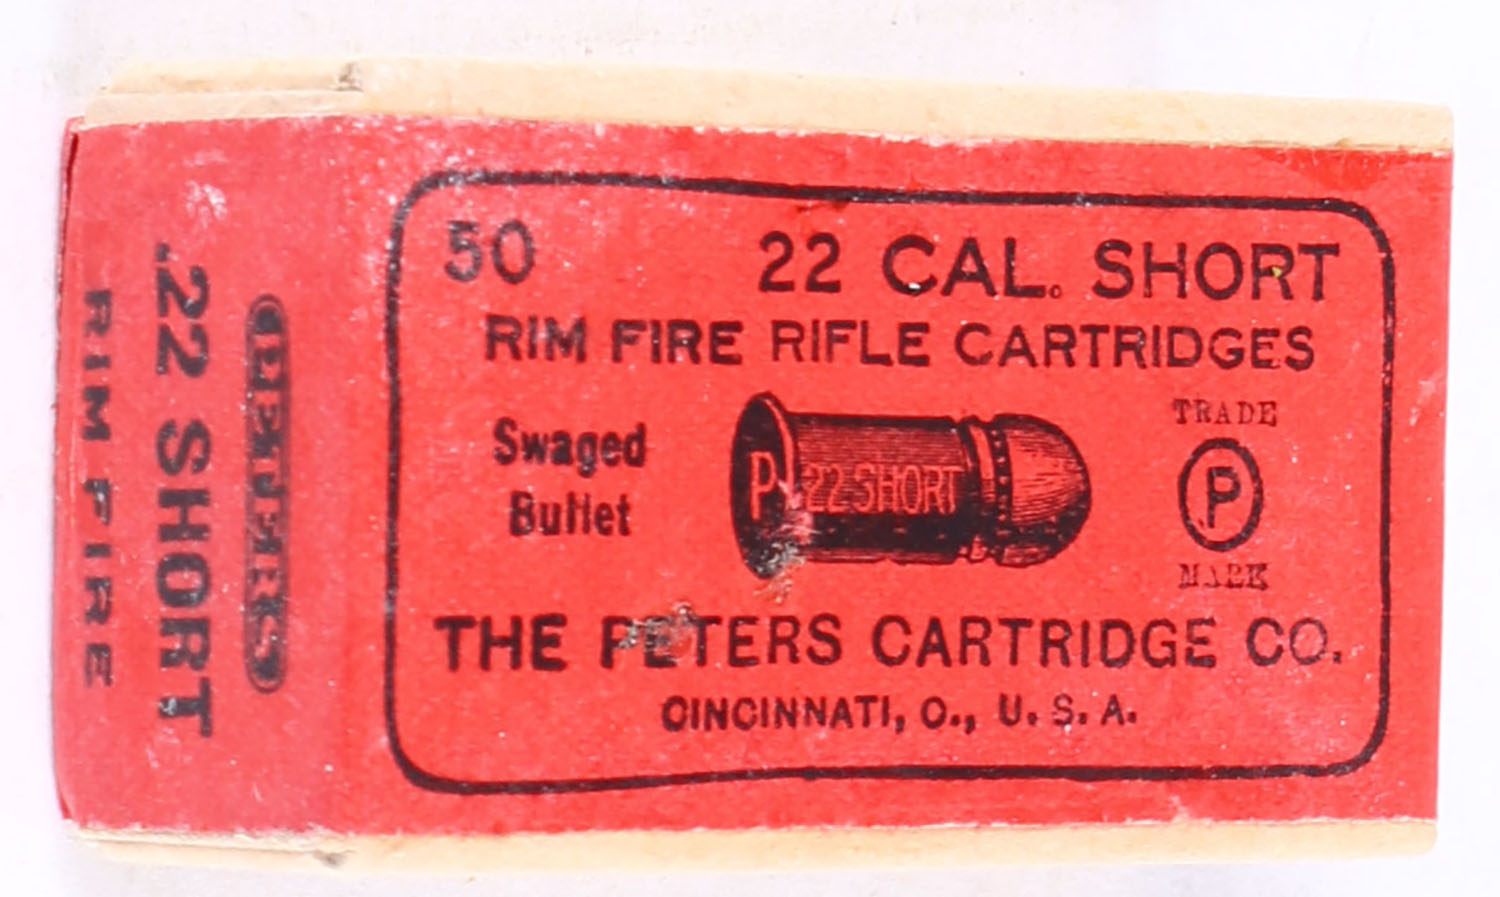 50 22 CAL. SHORT
RIM FIRE RIFLE CARTRIDGES
Swaged
Bullet
P 22 SHORT
TRADE
P
MARK
THE PETERS CARTRIDGE CO.
CINCINNATI, O., U. S. A.
PETERS
.22 SHORT
RIM FIRE